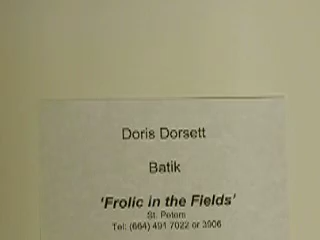 Doris Dorsett
Batik
'Frolic in the Fields'
St. Peters
Tel: (664) 491 7022 or 3906